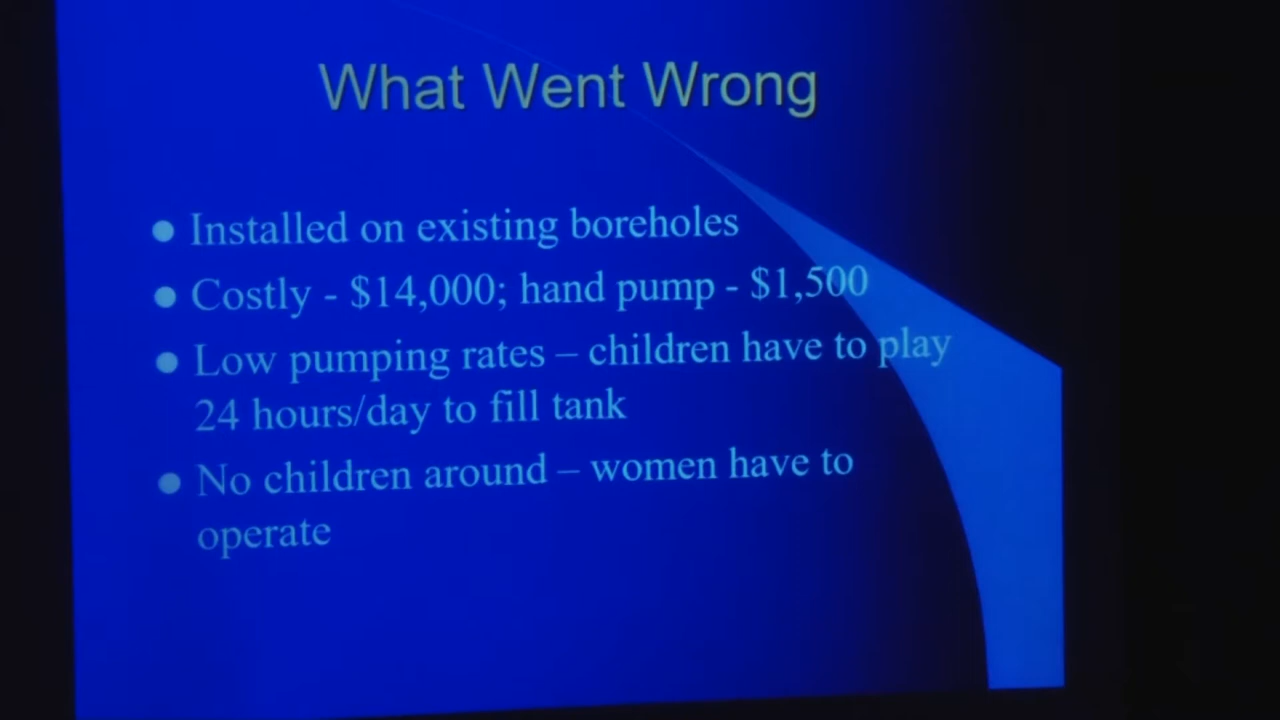 What Went Wrong
● Installed on existing boreholes
● Costly - $14,000; hand pump - $1,500
● Low pumping rates – children have to play
24 hours/day to fill tank
● No children around – women have to
operate